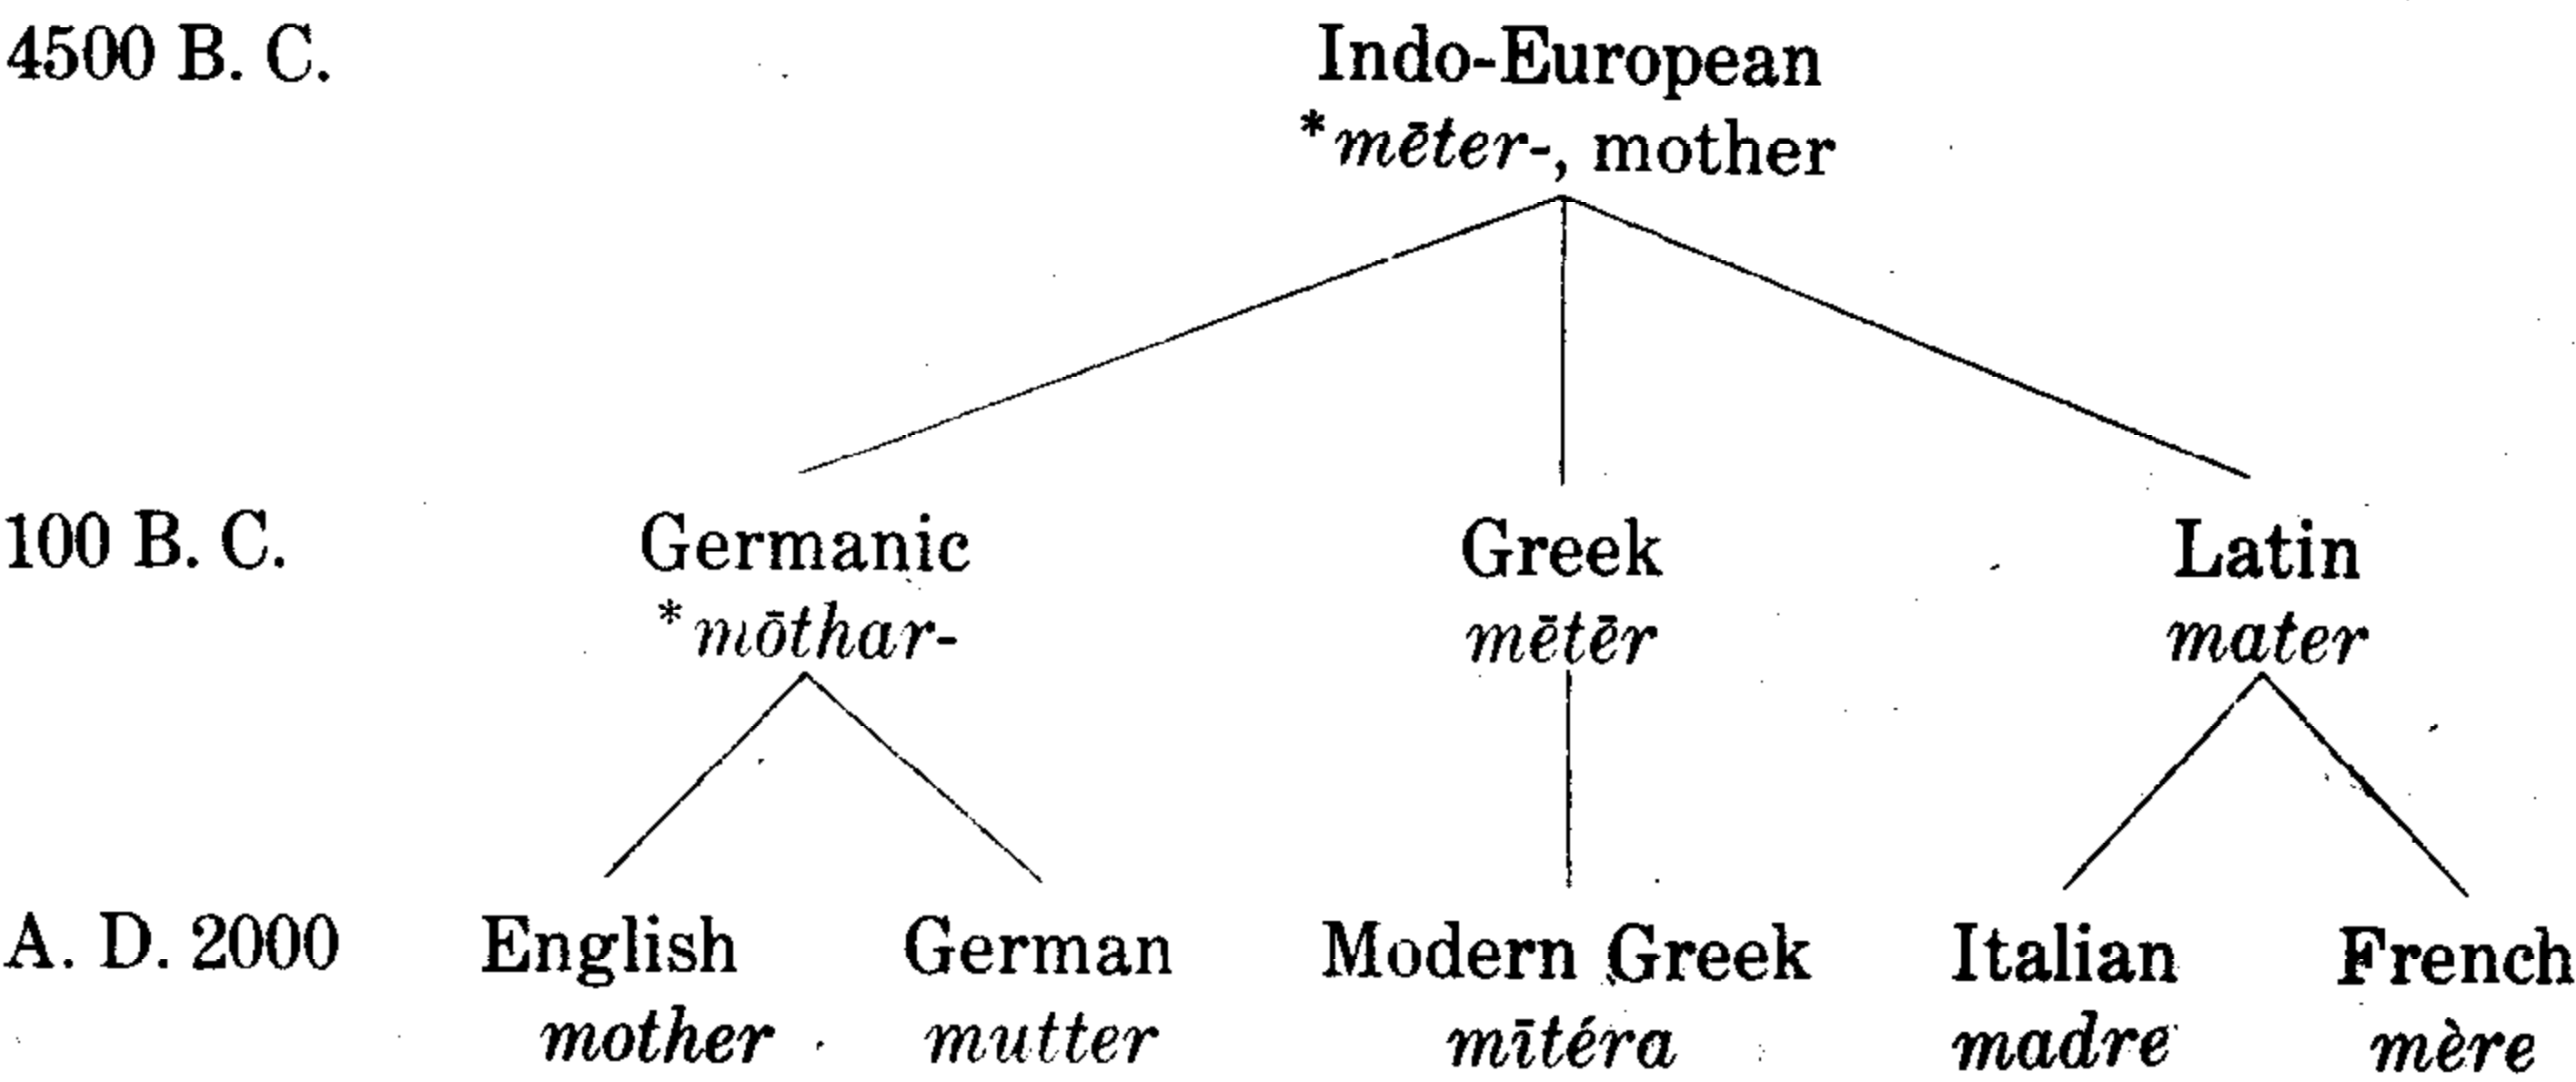 4500 B. C. Indo-European
*mēter-, mother
100 B. C. Germanic Greek Latin
*mōthar- mētēr mater
A. D. 2000 English German Modern Greek Italian French
mother mutter mītéra madre mère